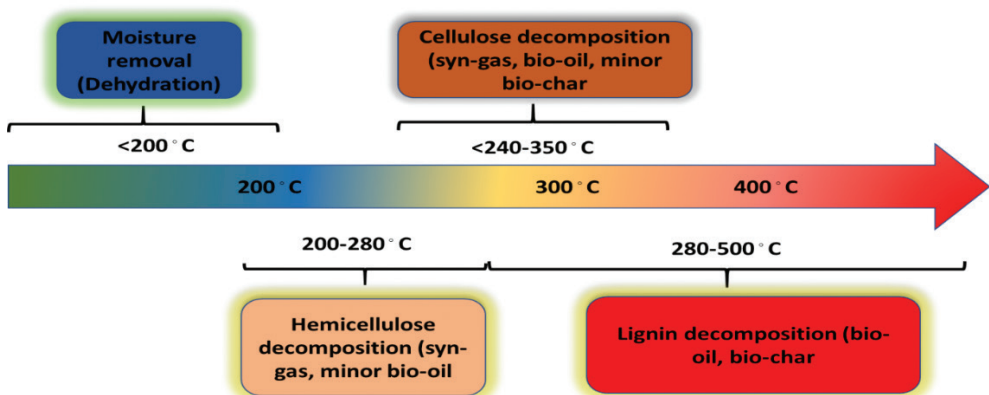 Moisture
removal
(Dehydration)
Cellulose decomposition
(syn-gas, bio-oil, minor
bio-char
<200°C
<240-350°C
200°C
300°C
400°C
200-280°C
280-500°C
Hemicellulose
decomposition (syn-
gas, minor bio-oil
Lignin decomposition (bio-
oil, bio-char